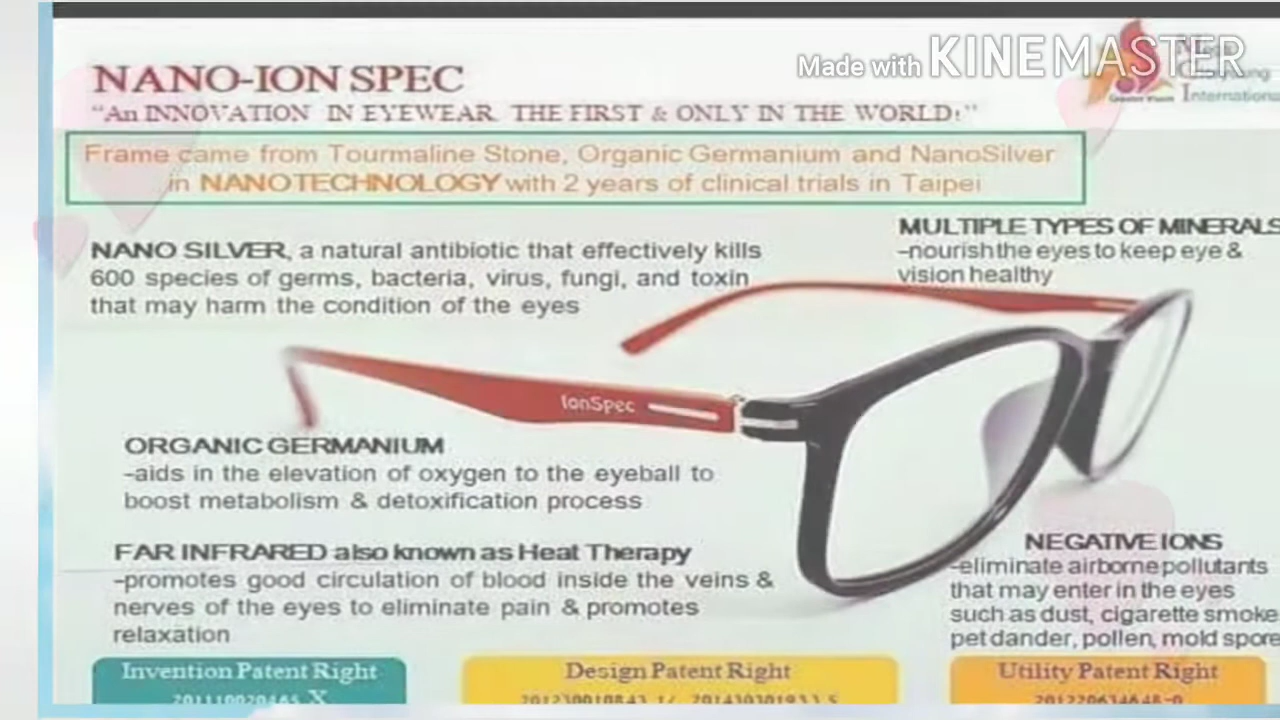 Made with KINEMASTER
NANO-ION SPEC
"An INNOVATION IN EYEWEAR THE FIRST & ONLY IN THE WORLD!"
International
Greater Vision
Frame came from Tourmaline Stone, Organic Germanium and NanoSilver
in NANOTECHNOLOGY with 2 years of clinical trials in Taipei
MULTIPLE TYPES OF MINERALS
-nourish the eyes to keep eye &
vision healthy
NANO SILVER, a natural antibiotic that effectively kills
600 species of germs, bacteria, virus, fungi, and toxin
that may harm the condition of the eyes
IonSpec
ORGANIC GERMANIUM
-aids in the elevation of oxygen to the eyeball to
boost metabolism & detoxification process
FAR INFRARED also known as Heat Therapy
-promotes good circulation of blood inside the veins &
nerves of the eyes to eliminate pain & promotes
relaxation
NEGATIVE IONS
-eliminate airborne pollutants
that may enter in the eyes
such as dust, cigarette smoke
pet dander, pollen, mold spore
Invention Patent Right
Design Patent Right
Utility Patent Right